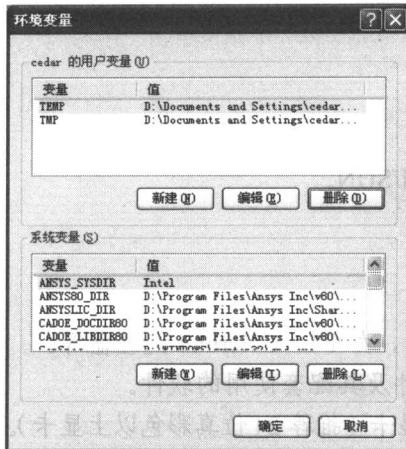 环境变量
cedar 的用户变量(U)
变量 值
TEMP D:\Documents and Settings\cedar...
TMP D:\Documents and Settings\cedar...
新建(N) 编辑(E) 删除(D)
系统变量(S)
变量 值
ANSYS_SYSDIR Intel
ANSYS80_DIR D:\Program Files\Ansys Inc\v80\...
ANSYSLIC_DIR D:\Program Files\Ansys Inc\Shar...
CADOE_DOCDIR80 D:\Program Files\Ansys Inc\v80\...
CADOE_LIBDIR80 D:\Program Files\Ansys Inc\v80\...
新建(W) 编辑(I) 删除(L)
确定 取消